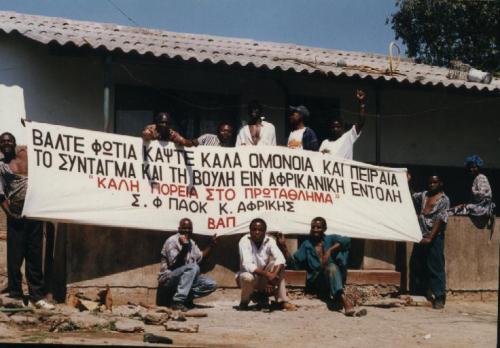 ΒΑΛΤΕ ΦΩΤΙΑ ΚΑΨΤΕ ΚΑΛΑ ΟΜΟΝΟΙΑ ΚΑΙ ΠΕΙΡΑΙΑ
ΤΟ ΣΥΝΤΑΓΜΑ ΚΑΙ ΤΗ ΒΟΥΛΗ ΕΙΝ ΑΦΡΙΚΑΝΙΚΗ ΕΝΤΟΛΗ
"ΚΑΛΗ ΠΟΡΕΙΑ ΣΤΟ ΠΡΩΤΑΘΛΗΜΑ"
Σ. Φ ΠΑΟΚ Κ. ΑΦΡΙΚΗΣ
ΒΑΠ